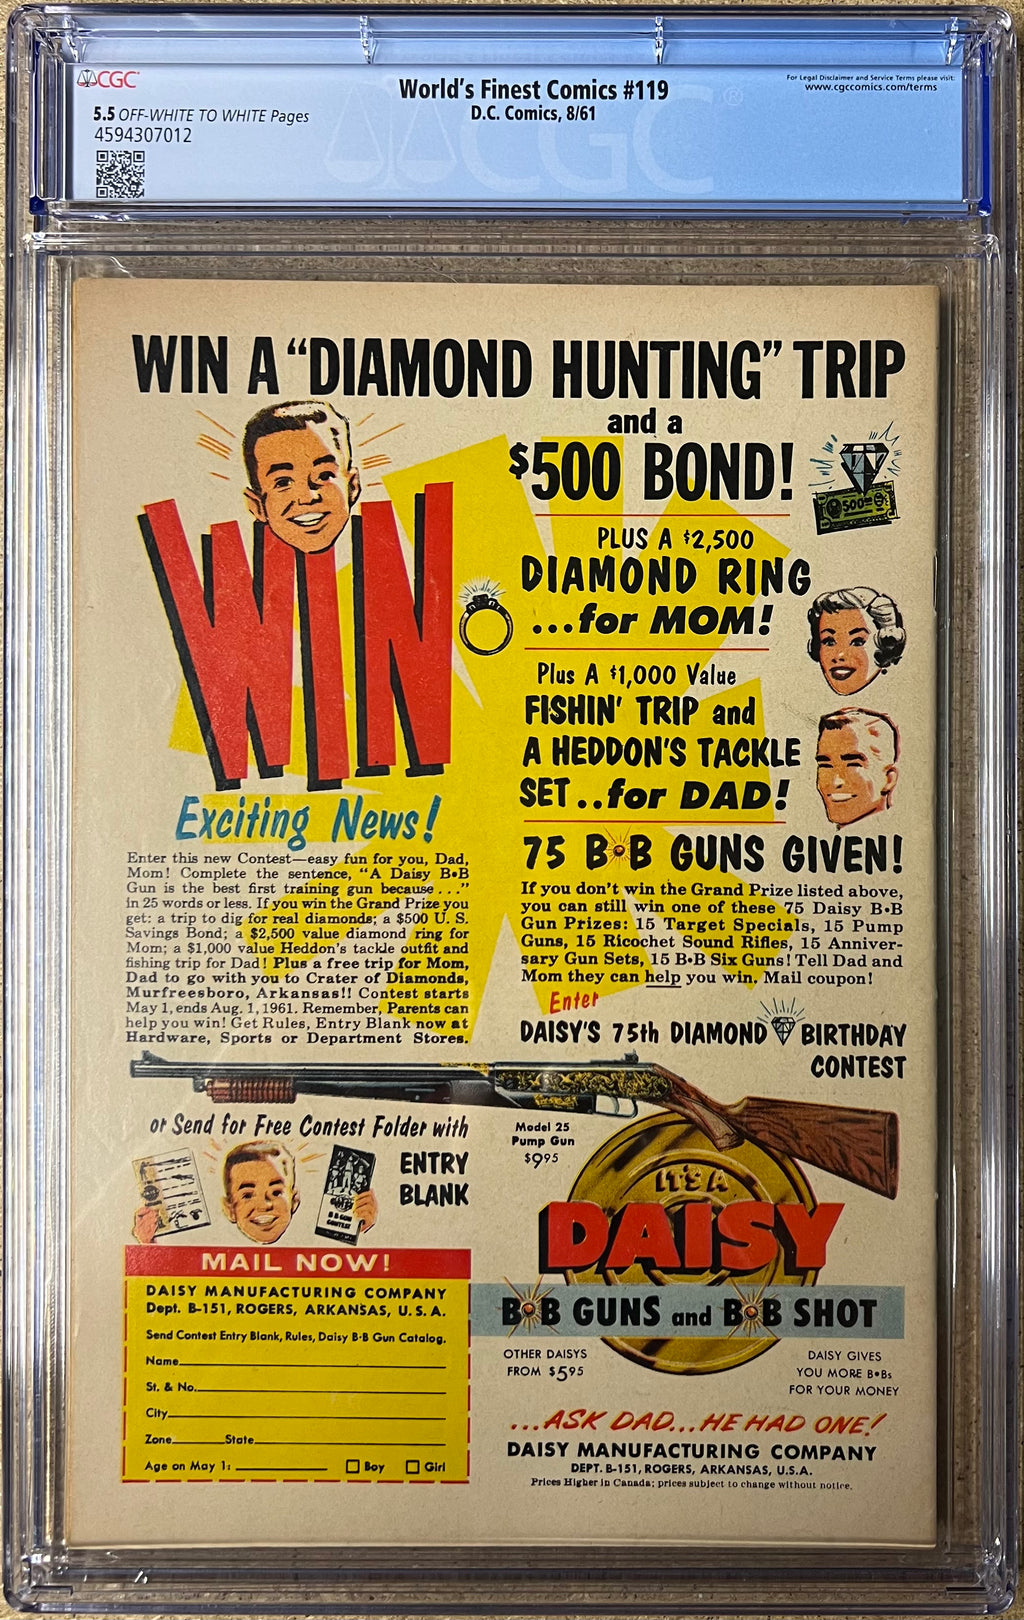 CGC
World's Finest Comics #119
D.C. Comics, 8/61
For Legal Disclaimer and Service Terms please visit:
www.cgccomics.com/terms
5.5 OFF-WHITE TO WHITE Pages
4594307012
CGC
WIN A "DIAMOND HUNTING" TRIP
and a
$500 BOND!
500
WIN
PLUS A $2,500
DIAMOND RING
...for MOM!
Plus A $1,000 Value
FISHIN' TRIP and
A HEDDON'S TACKLE
SET..for DAD!
Exciting News!
Enter this new Contest—easy fun for you, Dad,
Mom! Complete the sentence, "A Daisy B•B
Gun is the best first training gun because..."
in 25 words or less. If you win the Grand Prize you
get: a trip to dig for real diamonds; a $500 U. S.
Savings Bond; a $2,500 value diamond ring for
Mom; a $1,000 value Heddon's tackle outfit and
fishing trip for Dad! Plus a free trip for Mom,
Dad to go with you to Crater of Diamonds,
Murfreesboro, Arkansas!! Contest starts
May 1, ends Aug. 1, 1961. Remember, Parents can
help you win! Get Rules, Entry Blank now at
Hardware, Sports or Department Stores.
75 B•B GUNS GIVEN!
If you don't win the Grand Prize listed above,
you can still win one of these 75 Daisy B•B
Gun Prizes: 15 Target Specials, 15 Pump
Guns, 15 Ricochet Sound Rifles, 15 Anniver-
sary Gun Sets, 15 B•B Six Guns! Tell Dad and
Mom they can help you win. Mail coupon!
Enter
DAISY'S 75th DIAMOND BIRTHDAY
CONTEST
or Send for Free Contest Folder with
ENTRY
BLANK
Model 25
Pump Gun
$9.95
IT'S A
DAISY
B•B GUNS and B•B SHOT
OTHER DAISYS
FROM $5.95
DAISY GIVES
YOU MORE B•Bs
FOR YOUR MONEY
...ASK DAD...HE HAD ONE!
DAISY MANUFACTURING COMPANY
DEPT. B-151, ROGERS, ARKANSAS, U.S.A.
Prices Higher in Canada; prices subject to change without notice.
MAIL NOW!
DAISY MANUFACTURING COMPANY
Dept. B-151, ROGERS, ARKANSAS, U.S.A.
Send Contest Entry Blank, Rules, Daisy B·B Gun Catalog.
Name
St. & No.
City
Zone State
Age on May 1: Boy Girl